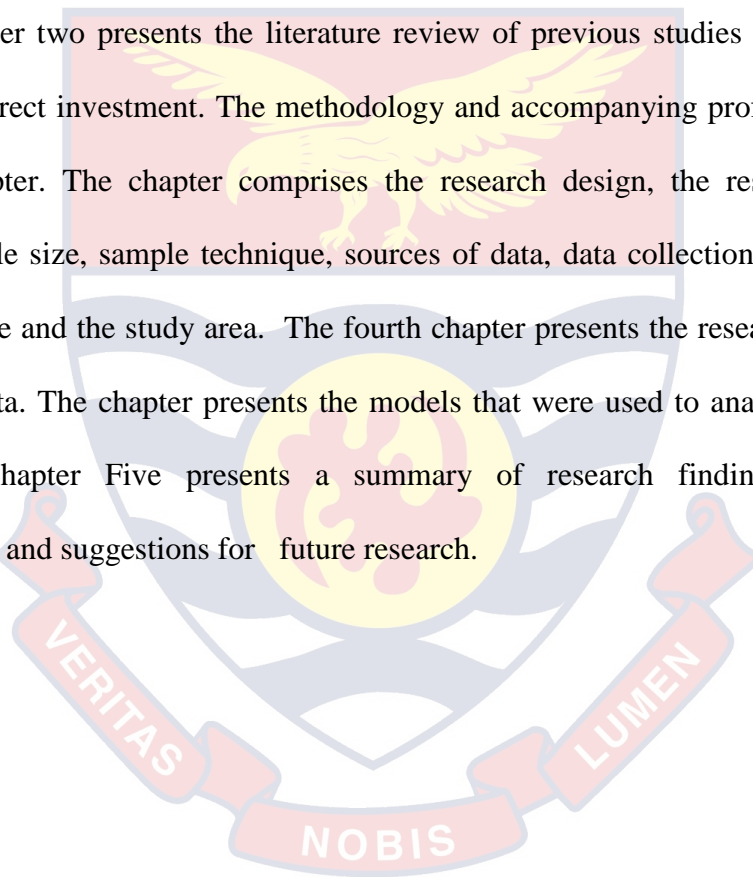 er two presents the literature review of previous studies
rect investment. The methodology and accompanying pro
pter. The chapter comprises the research design, the res
le size, sample technique, sources of data, data collection
e and the study area. The fourth chapter presents the resea
ta. The chapter presents the models that were used to ana
hapter Five presents a summary of research findin
and suggestions for future research.
VERITAS
NOBIS
LUMEN